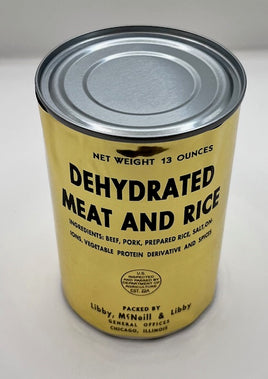 NET WEIGHT 13 OUNCES
DEHYDRATED
MEAT AND RICE
INGREDIENTS: BEEF, PORK, PREPARED RICE, SALT, ON-
IONS, VEGETABLE PROTEIN DERIVATIVE AND SPICES
U.S.
INSPECTED
AND PASSED BY
DEPARTMENT OF
AGRICULTURE
EST.
PACKED BY
Libby, McNeill & Libby
GENERAL OFFICES
CHICAGO, ILLINOIS